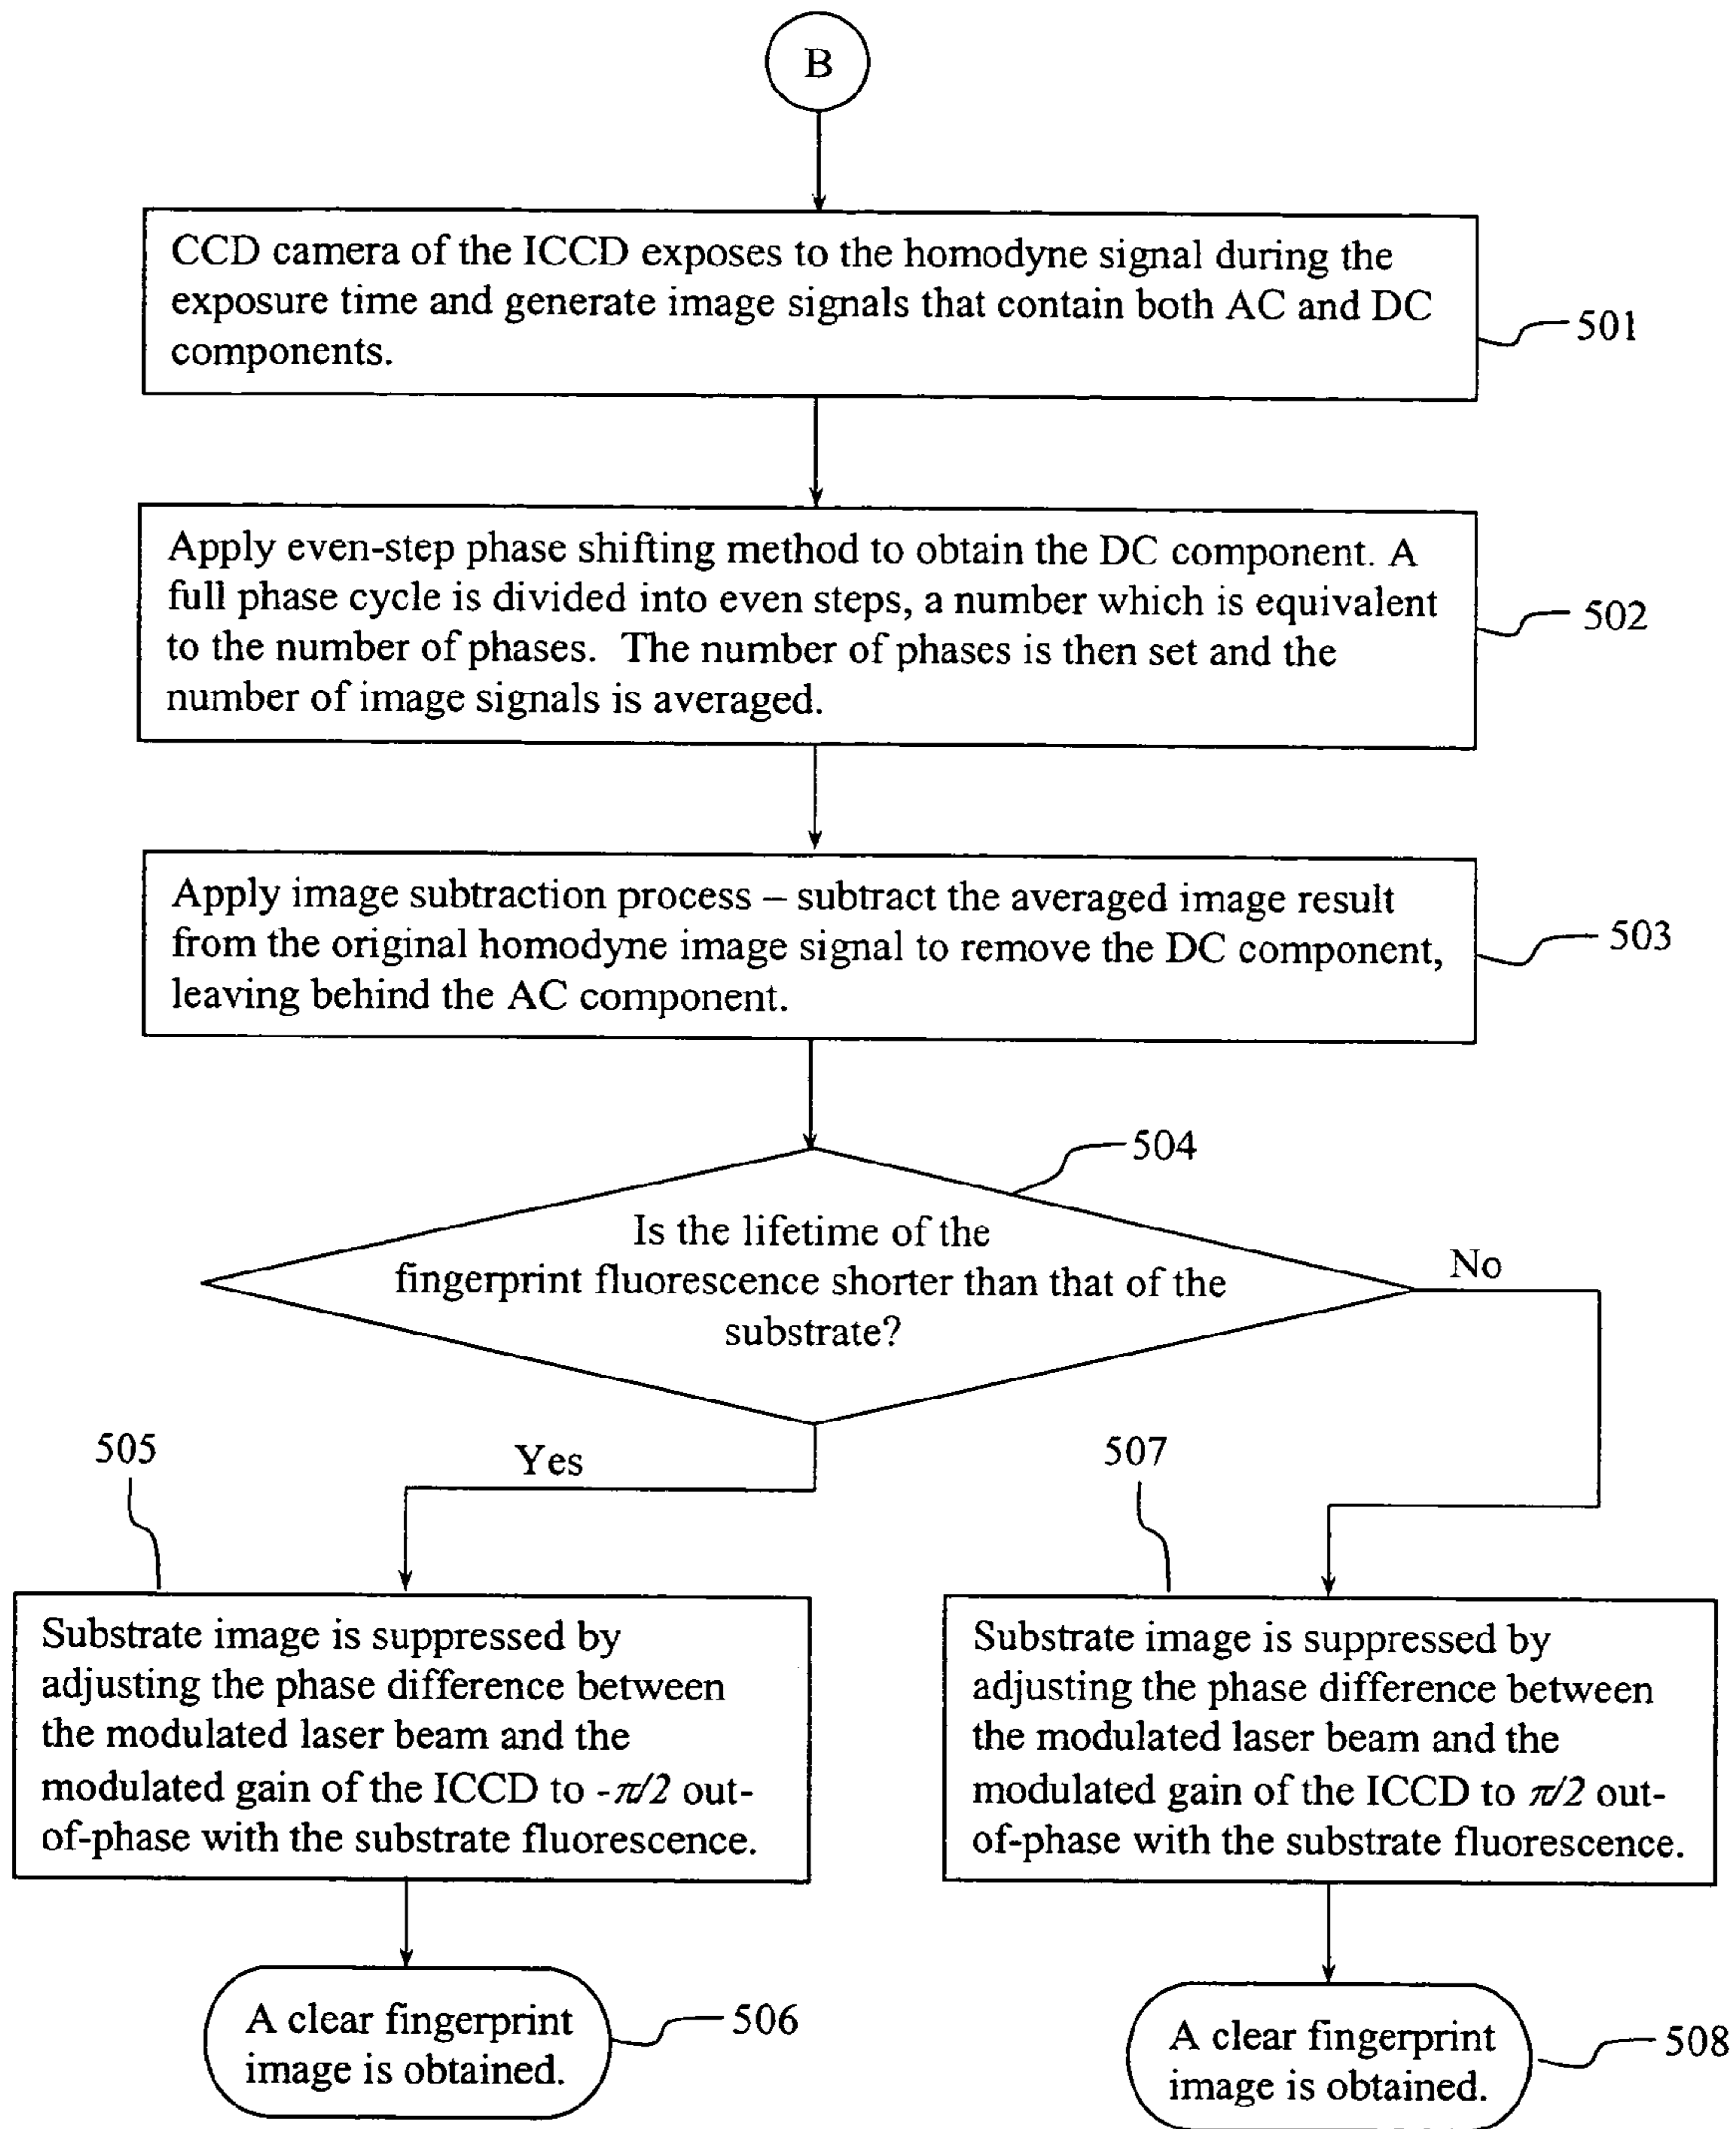 B
CCD camera of the ICCD exposes to the homodyne signal during the
exposure time and generate image signals that contain both AC and DC
components.
501
Apply even-step phase shifting method to obtain the DC component. A
full phase cycle is divided into even steps, a number which is equivalent
to the number of phases. The number of phases is then set and the
number of image signals is averaged.
502
Apply image subtraction process – subtract the averaged image result
from the original homodyne image signal to remove the DC component,
leaving behind the AC component.
503
504
Is the lifetime of the
fingerprint fluorescence shorter than that of the
substrate?
No
Yes
505
507
Substrate image is suppressed by
adjusting the phase difference between
the modulated laser beam and the
modulated gain of the ICCD to -π/2 out-
of-phase with the substrate fluorescence.
Substrate image is suppressed by
adjusting the phase difference between
the modulated laser beam and the
modulated gain of the ICCD to π/2 out-
of-phase with the substrate fluorescence.
A clear fingerprint
image is obtained.
506
A clear fingerprint
image is obtained.
508